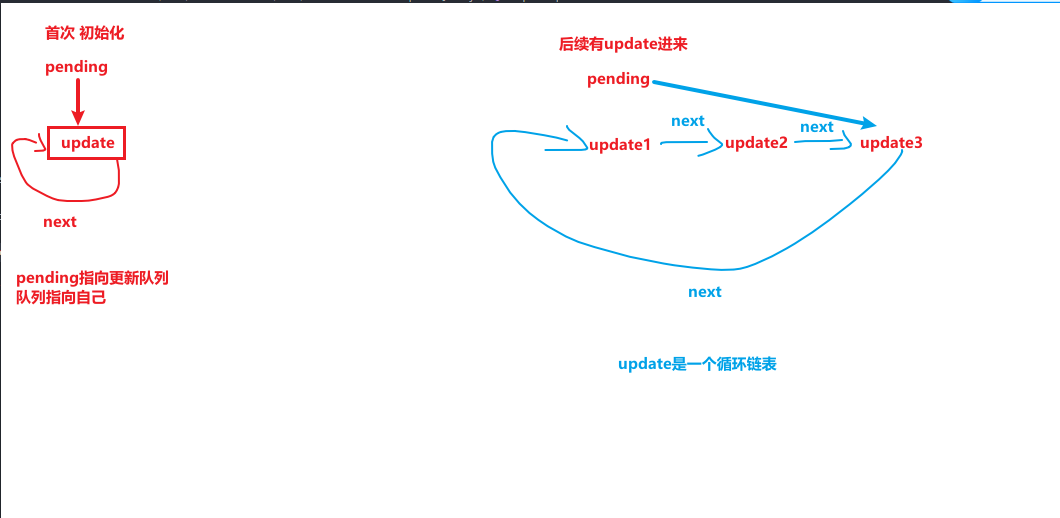 首次 初始化
pending
update
next
pending指向更新队列
队列指向自己
后续有update进来
pending
next
next
update1
update2
update3
next
update是一个循环链表